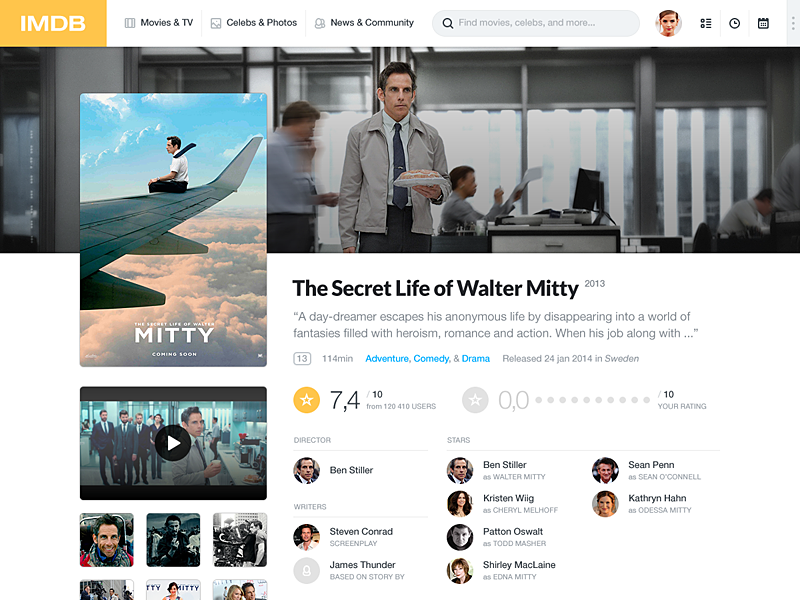 IMDB
Movies & TV
Celebs & Photos
News & Community
Find movies, celebs, and more...
THE SECRET LIFE OF WALTER
MITTY
COMING SOON
The Secret Life of Walter Mitty 2013
“A day-dreamer escapes his anonymous life by disappearing into a world of
fantasies filled with heroism, romance and action. When his job along with ...”
13 114min Adventure, Comedy, & Drama Released 24 jan 2014 in Sweden
7,4 / 10
from 120 410 USERS
0,0 / 10
YOUR RATING
DIRECTOR
Ben Stiller
WRITERS
Steven Conrad
SCREENPLAY
James Thunder
BASED ON STORY BY
STARS
Ben Stiller
as WALTER MITTY
Kristen Wiig
as CHERYL MELHOFF
Patton Oswalt
as TODD MASHER
Shirley MacLaine
as EDNA MITTY
Sean Penn
as SEAN O'CONNELL
Kathryn Hahn
as ODESSA MITTY
MITTY